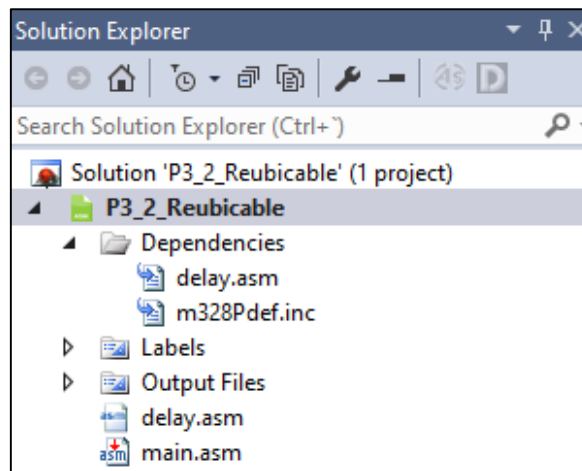 Solution Explorer
Search Solution Explorer (Ctrl+`)
Solution 'P3_2_Reubicable' (1 project)
P3_2_Reubicable
Dependencies
delay.asm
m328Pdef.inc
Labels
Output Files
delay.asm
asm main.asm